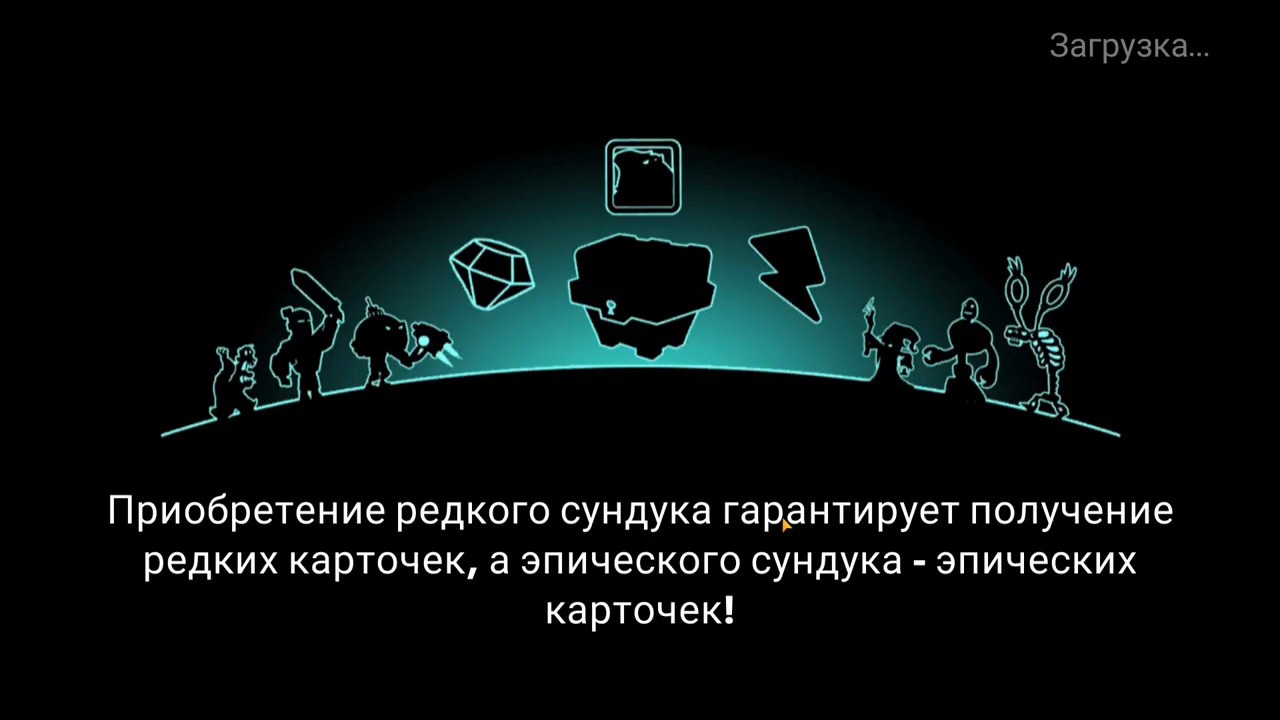 Загрузка...
Приобретение редкого сундука гарантирует получение
редких карточек, а эпического сундука - эпических
карточек!